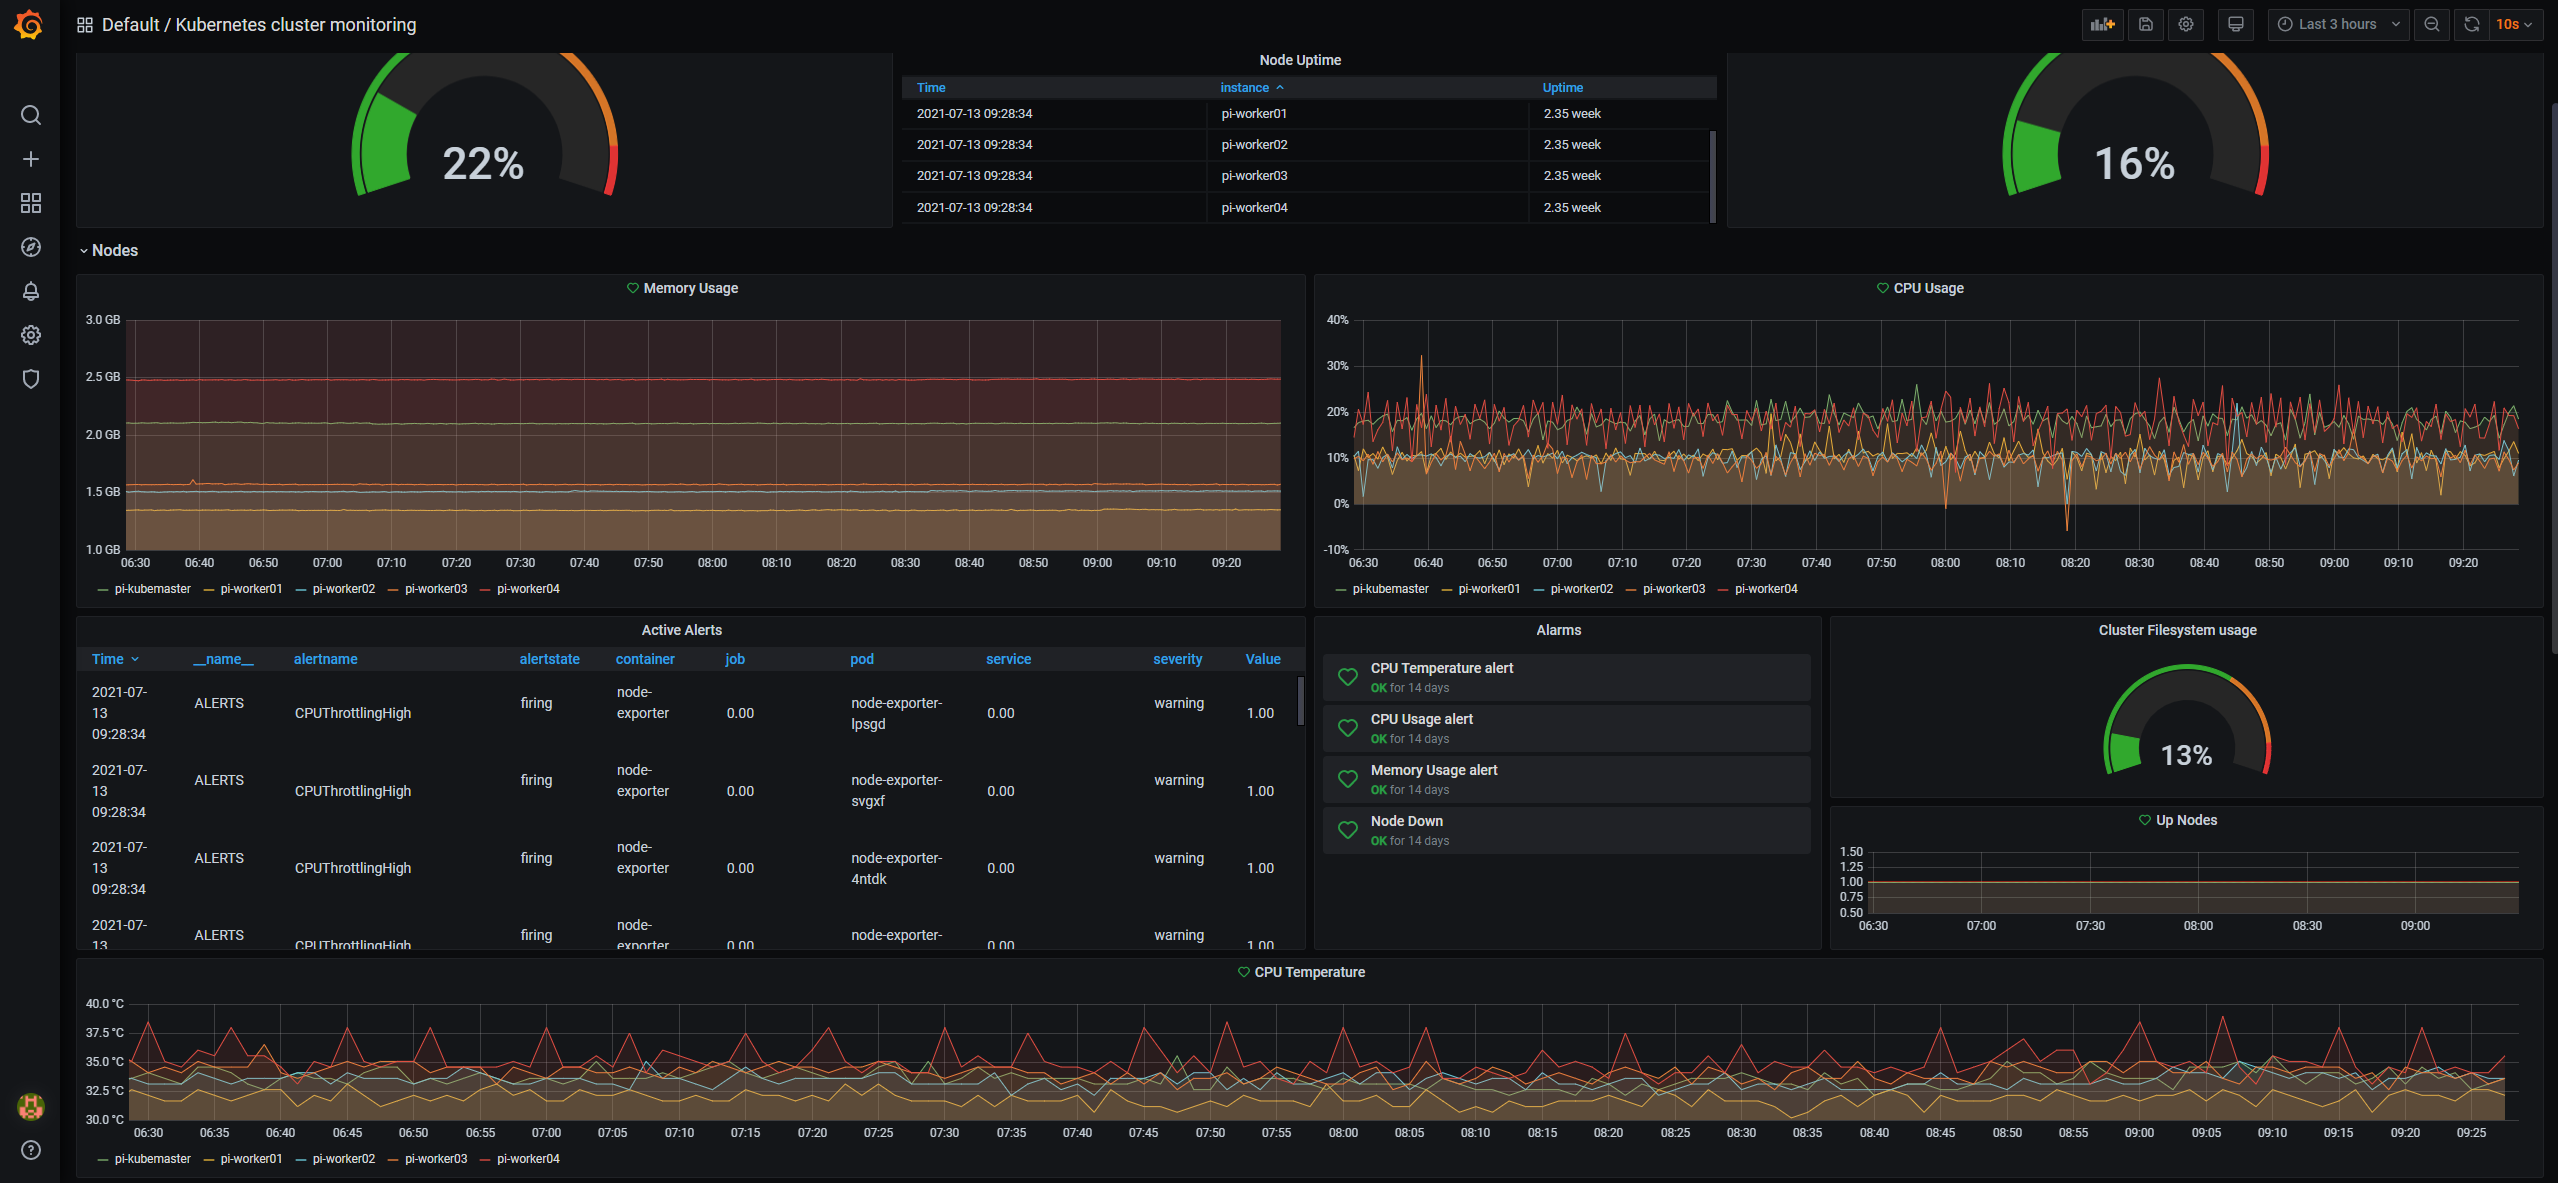 Default / Kubernetes cluster monitoring
Last 3 hours
10s
22%
Node Uptime
Time instance Uptime
2021-07-13 09:28:34 pi-worker01 2.35 week
2021-07-13 09:28:34 pi-worker02 2.35 week
2021-07-13 09:28:34 pi-worker03 2.35 week
2021-07-13 09:28:34 pi-worker04 2.35 week
16%
Nodes
Memory Usage
3.0 GB
2.5 GB
2.0 GB
1.5 GB
1.0 GB
06:30 06:40 06:50 07:00 07:10 07:20 07:30 07:40 07:50 08:00 08:10 08:20 08:30 08:40 08:50 09:00 09:10 09:20
pi-kubemaster pi-worker01 pi-worker02 pi-worker03 pi-worker04
CPU Usage
40%
30%
20%
10%
0%
-10%
06:30 06:40 06:50 07:00 07:10 07:20 07:30 07:40 07:50 08:00 08:10 08:20 08:30 08:40 08:50 09:00 09:10 09:20
pi-kubemaster pi-worker01 pi-worker02 pi-worker03 pi-worker04
Active Alerts
Time __name__ alertname alertstate container job pod service severity Value
2021-07-
13
09:28:34
ALERTS
CPUThrottlingHigh
firing
node-
exporter
0.00
node-exporter-
lpsgd
0.00
warning
1.00
2021-07-
13
09:28:34
ALERTS
CPUThrottlingHigh
firing
node-
exporter
0.00
node-exporter-
svgxf
0.00
warning
1.00
2021-07-
13
09:28:34
ALERTS
CPUThrottlingHigh
firing
node-
exporter
0.00
node-exporter-
4ntdk
0.00
warning
1.00
2021-07-
13
ALERTS
CPUThrottlingHigh
firing
node-
exporter
0.00
node-exporter-
0.00
warning
1.00
Alarms
CPU Temperature alert
OK for 14 days
CPU Usage alert
OK for 14 days
Memory Usage alert
OK for 14 days
Node Down
OK for 14 days
Cluster Filesystem usage
13%
Up Nodes
1.50
1.25
1.00
0.75
0.50
06:30 07:00 07:30 08:00 08:30 09:00
CPU Temperature
40.0 °C
37.5 °C
35.0 °C
32.5 °C
30.0 °C
06:30 06:35 06:40 06:45 06:50 06:55 07:00 07:05 07:10 07:15 07:20 07:25 07:30 07:35 07:40 07:45 07:50 07:55 08:00 08:05 08:10 08:15 08:20 08:25 08:30 08:35 08:40 08:45 08:50 08:55 09:00 09:05 09:10 09:15 09:20 09:25
pi-kubemaster pi-worker01 pi-worker02 pi-worker03 pi-worker04